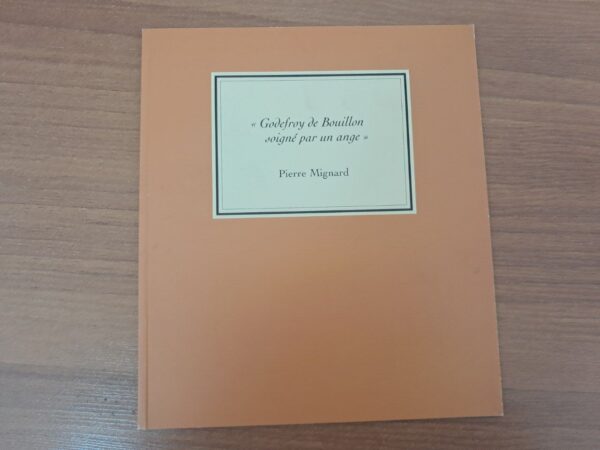 « Godefroy de Bouillon
soigné par un ange »
Pierre Mignard